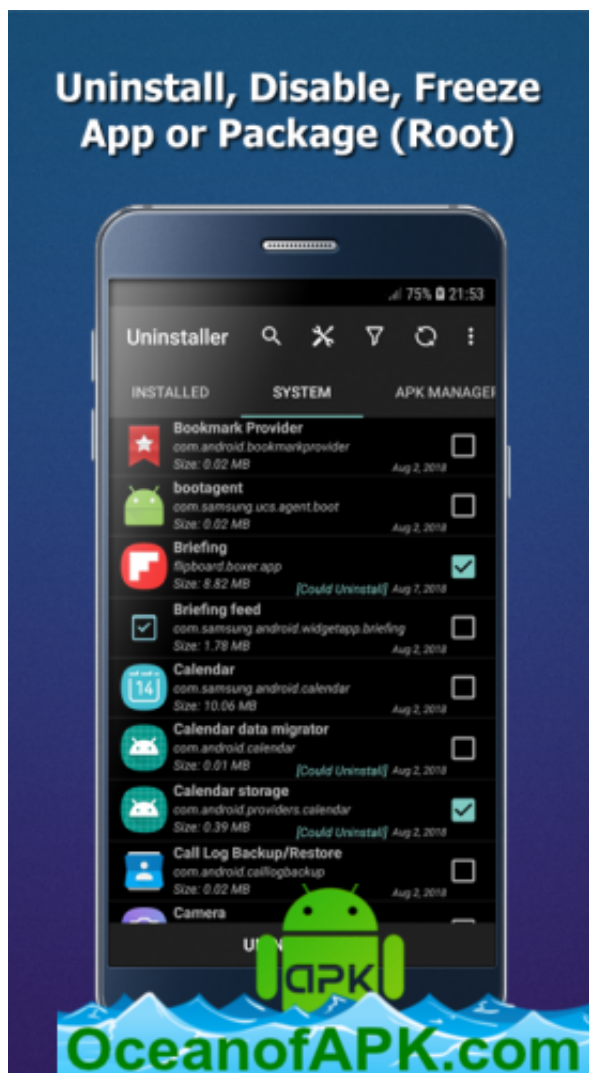 Uninstall, Disable, Freeze
App or Package (Root)
75% 21:53
Uninstaller
INSTALLED SYSTEM APK MANAGER
Bookmark Provider
com.android.bookmarkprovider
Size: 0.02 MB Aug 2, 2018
bootagent
com.samsung.ucs.agent.boot
Size: 0.02 MB Aug 2, 2018
Briefing
flipboard.boxer.app
Size: 8.82 MB [Could Uninstall] Aug 7, 2018
Briefing feed
com.samsung.android.widgetapp.briefing
Size: 1.78 MB Aug 2, 2018
Calendar
14
com.samsung.android.calendar
Size: 10.06 MB Aug 2, 2018
Calendar data migrator
com.android.calendar
Size: 0.01 MB [Could Uninstall] Aug 2, 2018
Calendar storage
com.android.providers.calendar
Size: 0.39 MB [Could Uninstall] Aug 2, 2018
Call Log Backup/Restore
com.android.calllogbackup
Size: 0.02 MB Aug 2, 2018
Camera
APK
OceanofAPK.com